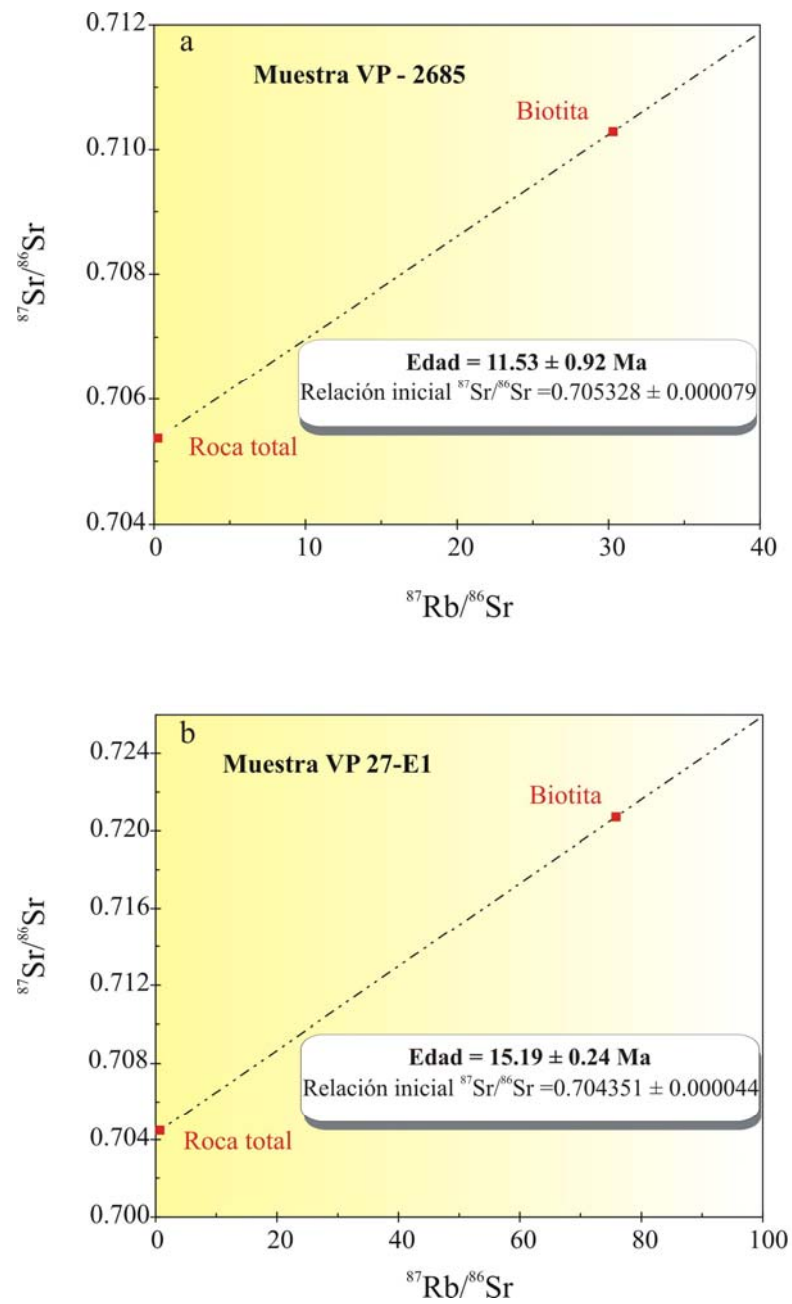 a
Muestra VP - 2685
Biotita
Roca total
Edad = 11.53 ± 0.92 Ma
Relación inicial ⁸⁷Sr/⁸⁶Sr =0.705328 ± 0.000079
0.712
0.710
0.708
0.706
0.704
⁸⁷Sr/⁸⁶Sr
0
10
20
30
40
⁸⁷Rb/⁸⁶Sr
b
Muestra VP 27-E1
Biotita
Roca total
Edad = 15.19 ± 0.24 Ma
Relación inicial ⁸⁷Sr/⁸⁶Sr =0.704351 ± 0.000044
0.724
0.720
0.716
0.712
0.708
0.704
0.700
⁸⁷Sr/⁸⁶Sr
0
20
40
60
80
100
⁸⁷Rb/⁸⁶Sr